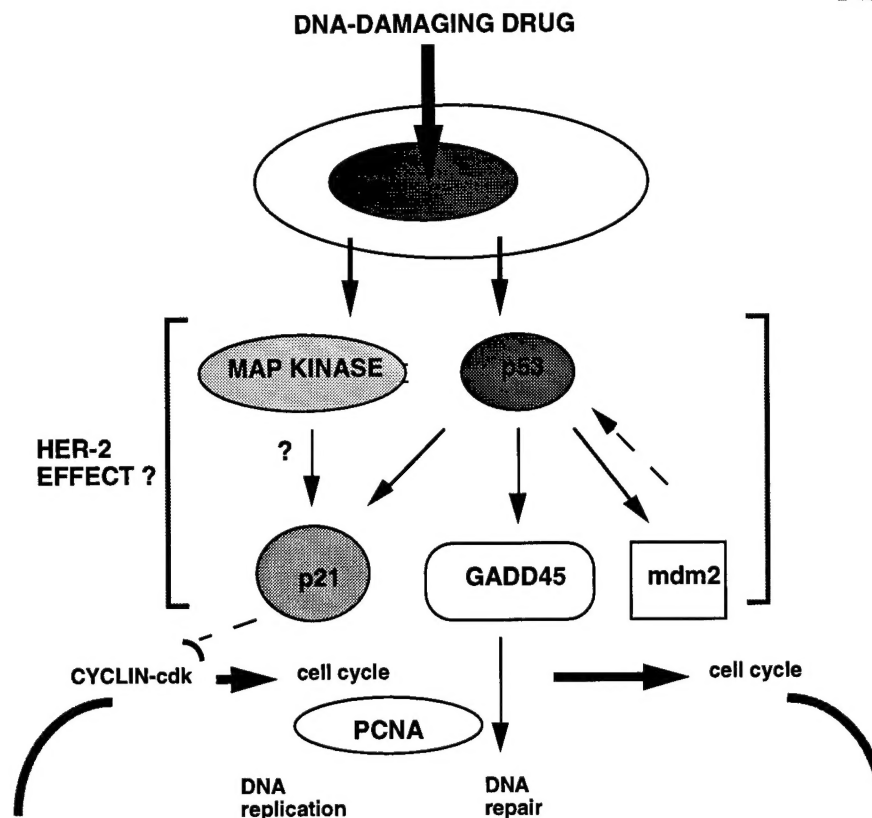 DNA-DAMAGING DRUG
MAP KINASE
p53
?
HER-2
EFFECT ?
p21
GADD45
mdm2
CYCLIN-cdk
cell cycle
cell cycle
PCNA
DNA
replication
DNA
repair